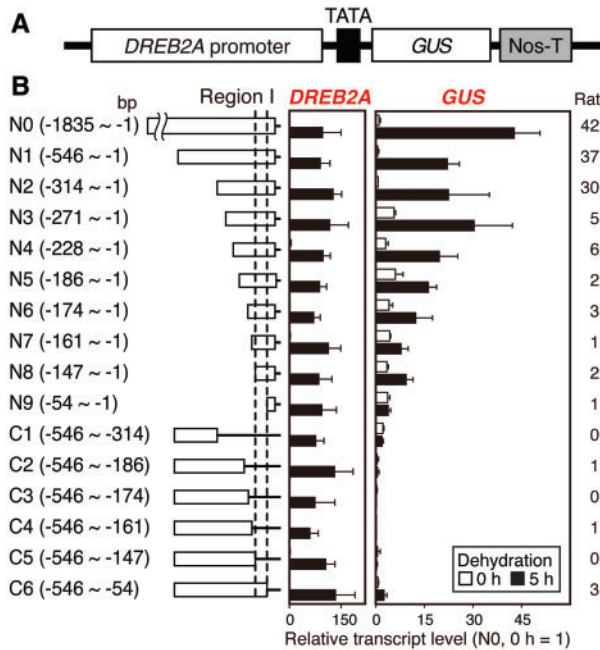 A
TATA
DREB2A promoter
GUS
Nos-T
B
bp
Region I
DREB2A
GUS
Rat
N0 (-1835 ~ -1)
42
N1 (-546 ~ -1)
37
N2 (-314 ~ -1)
30
N3 (-271 ~ -1)
5
N4 (-228 ~ -1)
6
N5 (-186 ~ -1)
2
N6 (-174 ~ -1)
3
N7 (-161 ~ -1)
1
N8 (-147 ~ -1)
2
N9 (-54 ~ -1)
1
C1 (-546 ~ -314)
0
C2 (-546 ~ -186)
1
C3 (-546 ~ -174)
0
C4 (-546 ~ -161)
1
C5 (-546 ~ -147)
0
C6 (-546 ~ -54)
3
Dehydration
0 h 5 h
0 150 0 15 30 45
Relative transcript level (N0, 0 h = 1)